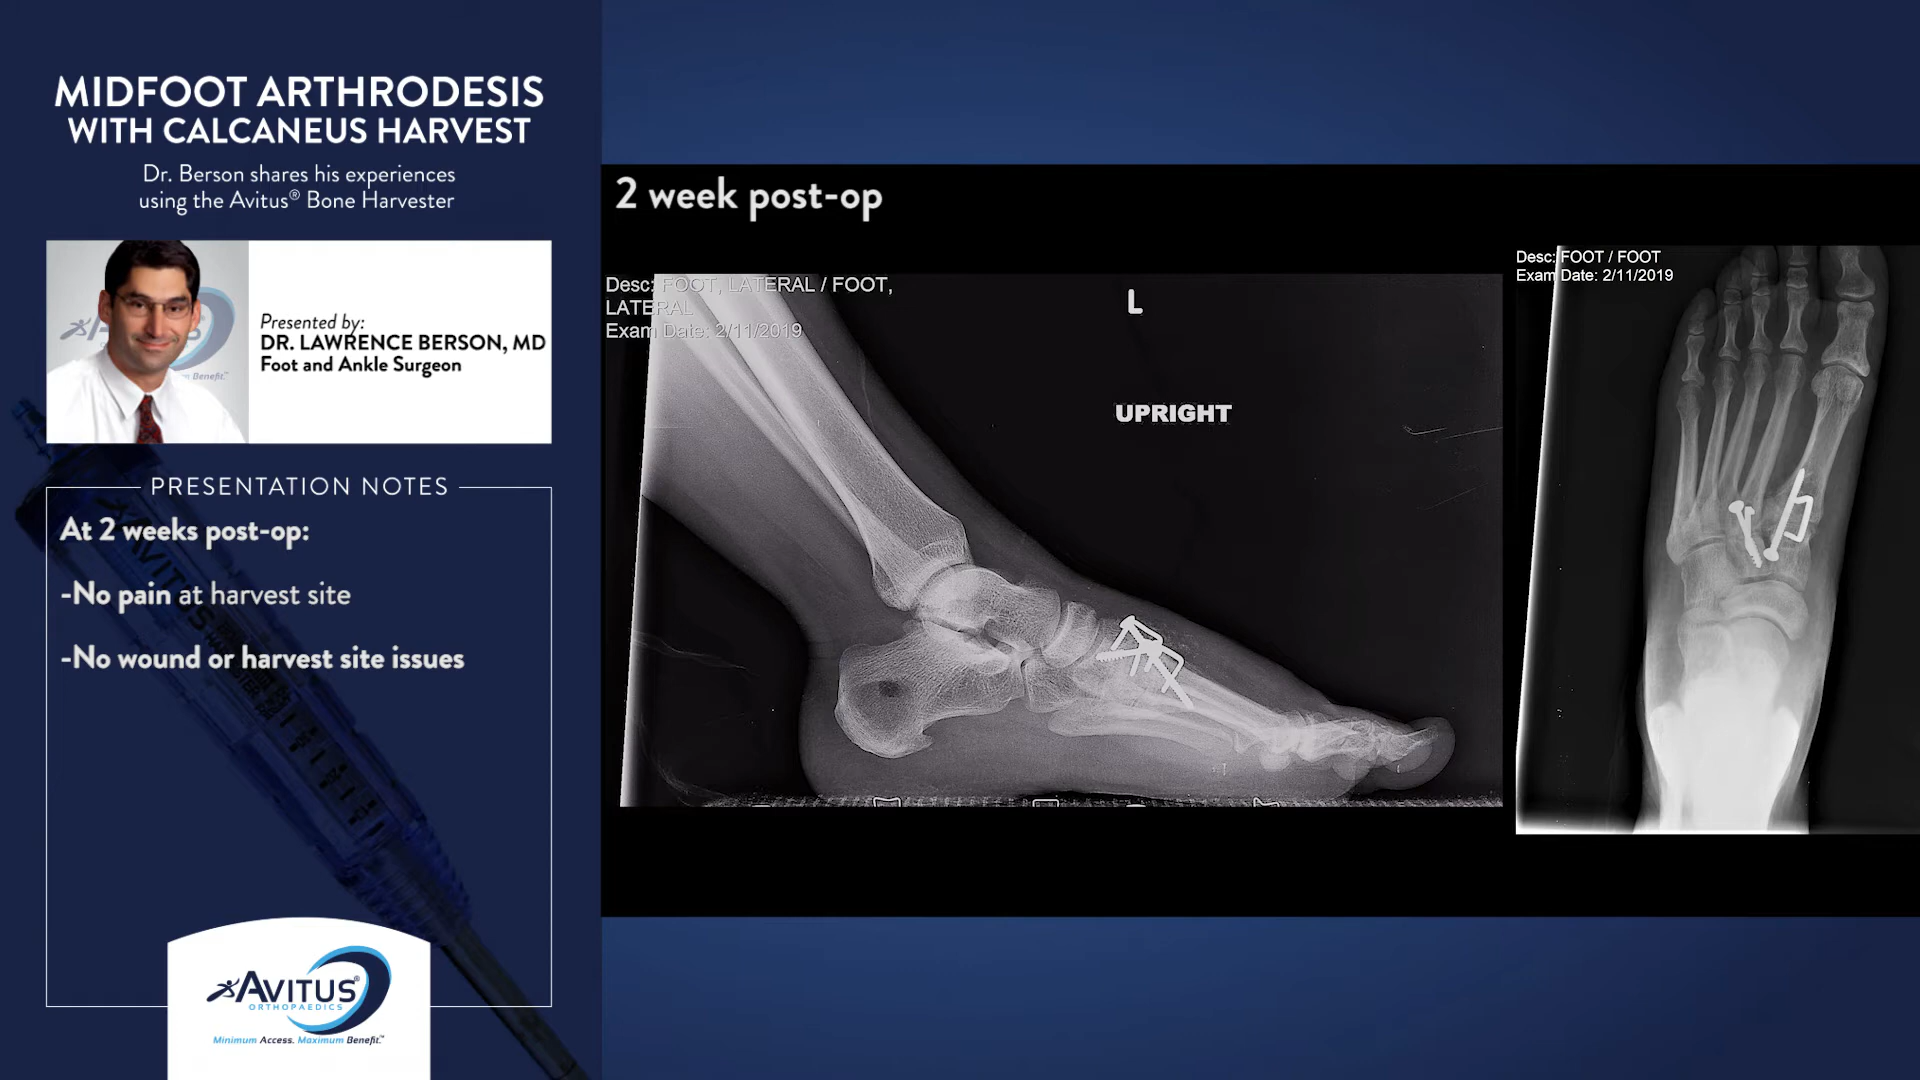 MIDFOOT ARTHRODESIS
WITH CALCANEUS HARVEST
Dr. Berson shares his experiences
using the Avitus® Bone Harvester
Presented by:
DR. LAWRENCE BERSON, MD
Foot and Ankle Surgeon
m Benefit.™
PRESENTATION NOTES
At 2 weeks post-op:
-No pain at harvest site
-No wound or harvest site issues
AVITUS®
ORTHOPAEDICS
Minimum Access. Maximum Benefit.™
2 week post-op
Desc: FOOT, LATERAL / FOOT,
LATERAL
Exam Date: 2/11/2019
L
UPRIGHT
Desc: FOOT / FOOT
Exam Date: 2/11/2019